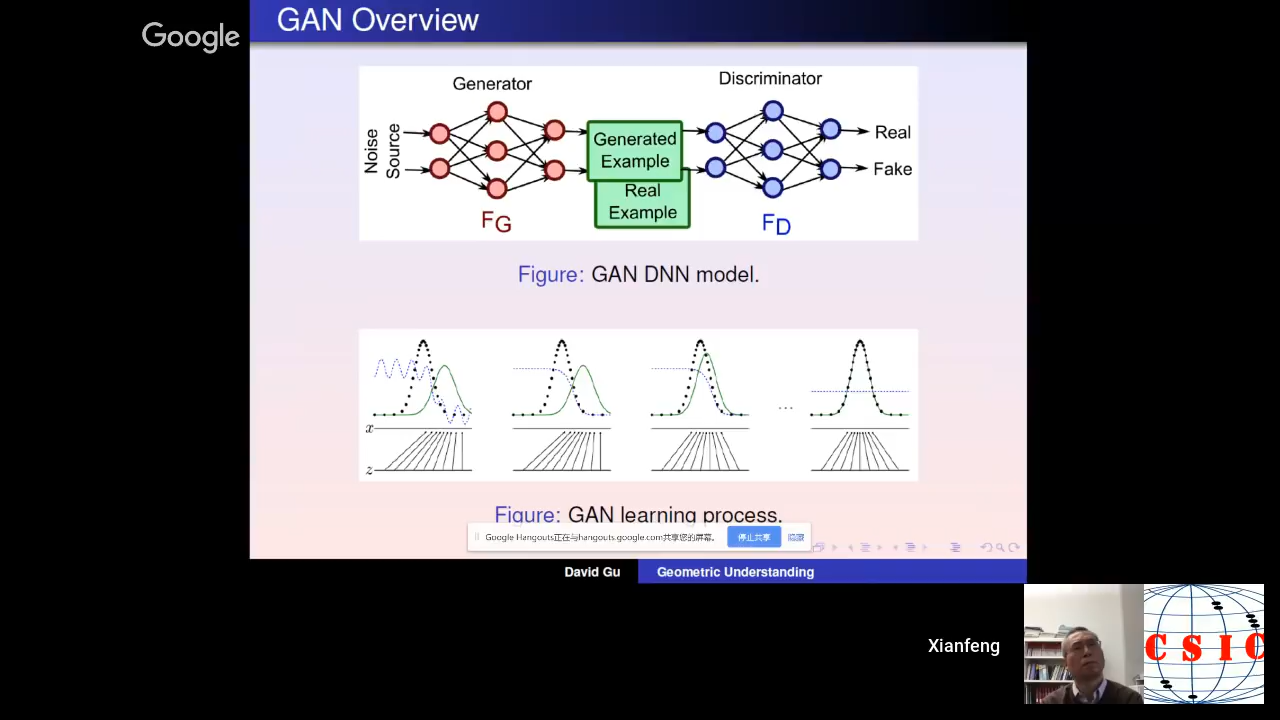 GAN Overview
Google
Generator
Discriminator
Noise
Source
Generated
Example
Real
Example
Real
Fake
FG
FD
Figure: GAN DNN model.
x
z
...
Figure: GAN learning process.
Google Hangouts正在与hangouts.google.com共享您的屏幕。 停止共享 隐藏
David Gu Geometric Understanding
Xianfeng
CSIC